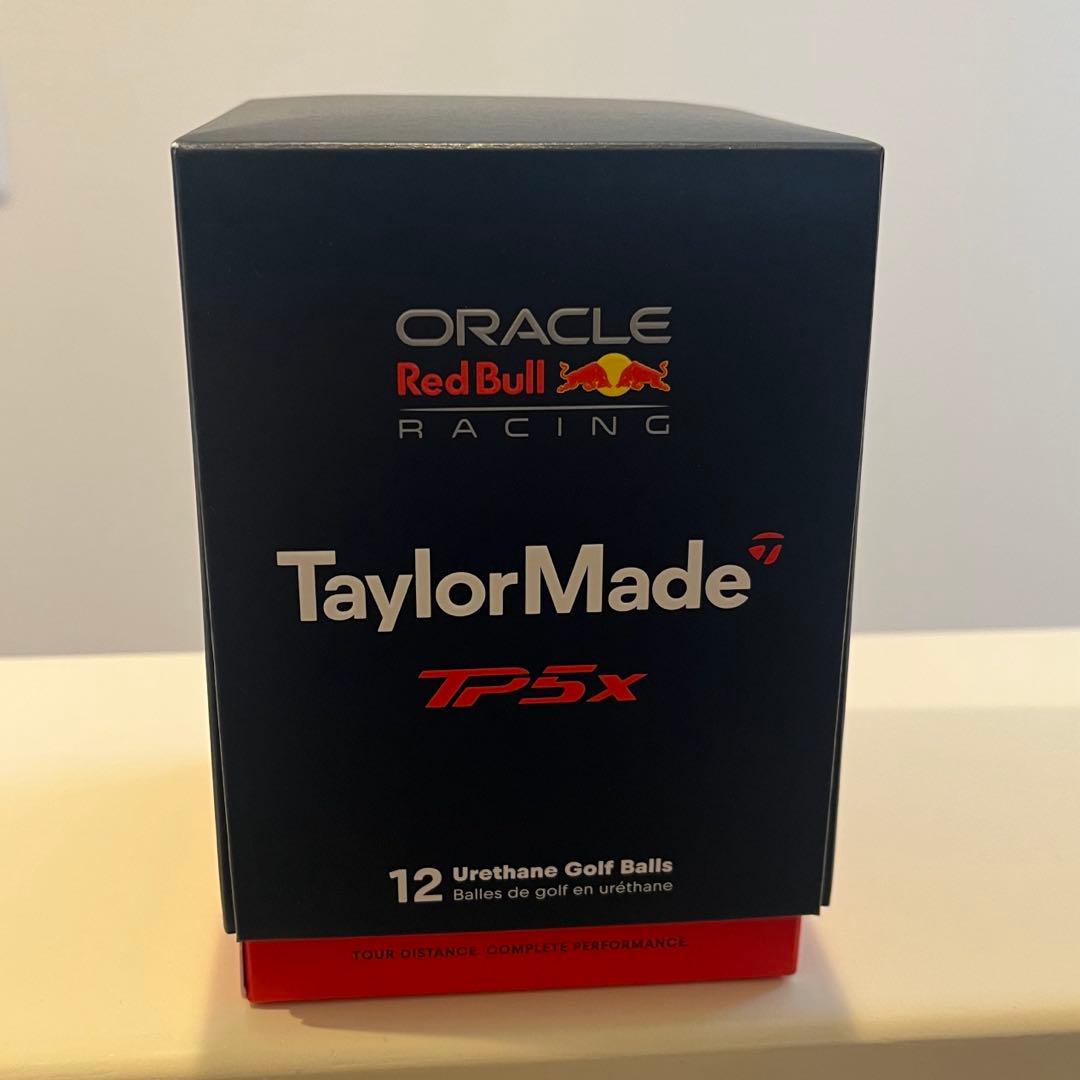 ORACLE
Red Bull
RACING
TaylorMade
TP5x
12 Urethane Golf Balls
Balles de golf en uréthane
TOUR DISTANCE. COMPLETE PERFORMANCE.